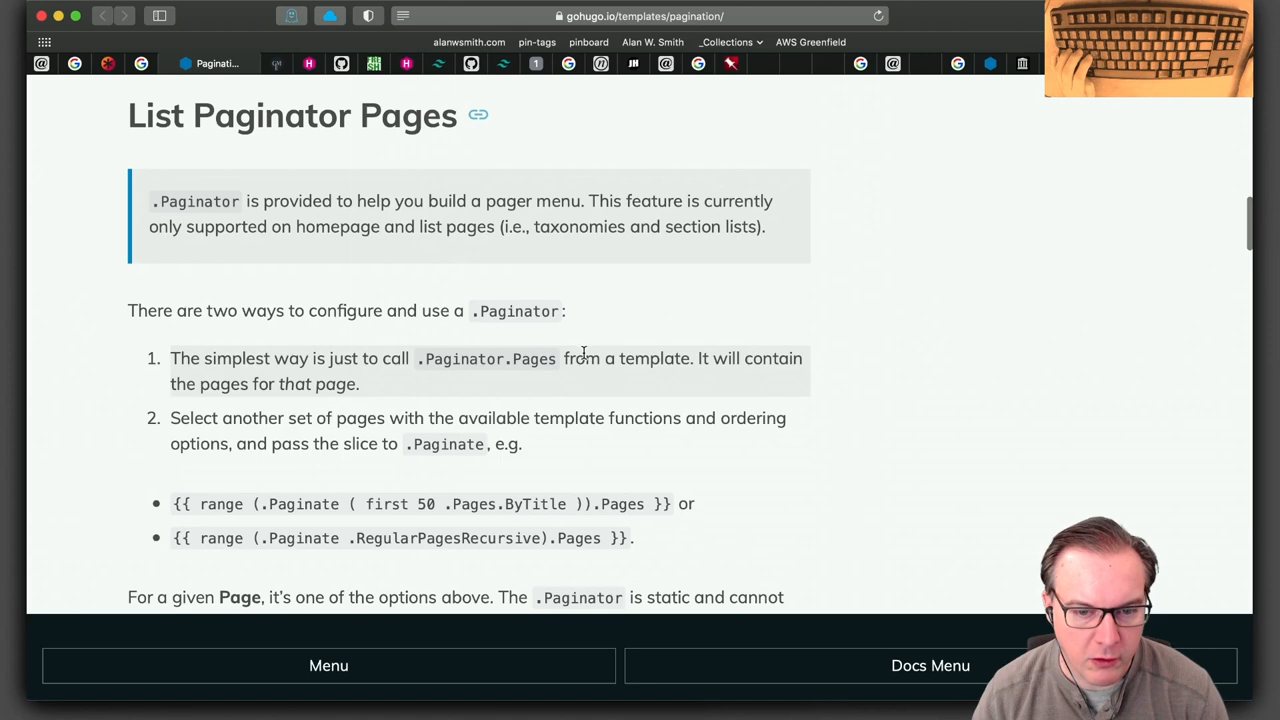 gohugo.io/templates/pagination/
alanwsmith.com pin-tags pinboard Alan W. Smith _Collections AWS Greenfield
Paginati...
List Paginator Pages
.Paginator is provided to help you build a pager menu. This feature is currently
only supported on homepage and list pages (i.e., taxonomies and section lists).
There are two ways to configure and use a .Paginator:
1. The simplest way is just to call .Paginator.Pages from a template. It will contain
the pages for that page.
2. Select another set of pages with the available template functions and ordering
options, and pass the slice to .Paginate, e.g.
• {{ range (.Paginate ( first 50 .Pages.ByTitle )).Pages }} or
• {{ range (.Paginate .RegularPagesRecursive).Pages }}.
For a given Page, it's one of the options above. The .Paginator is static and cannot
Menu
Docs Menu